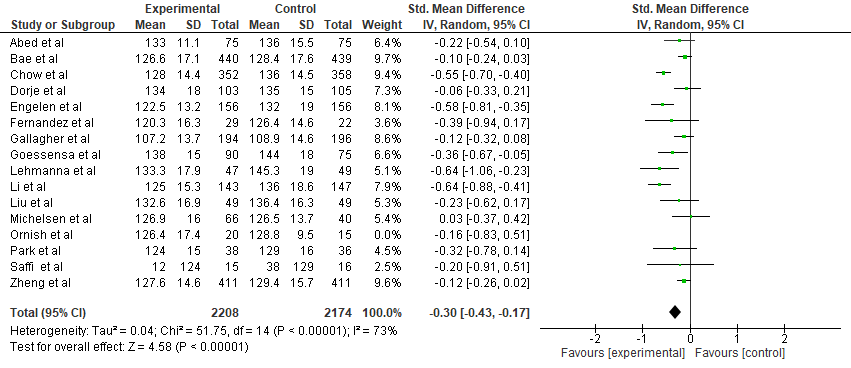 Experimental Control Std. Mean Difference Std. Mean Difference
Study or Subgroup Mean SD Total Mean SD Total Weight IV, Random, 95% CI IV, Random, 95% CI
Abed et al 133 11.1 75 136 15.5 75 6.4% -0.22 [-0.54, 0.10]
Bae et al 126.6 17.1 440 128.4 17.6 439 9.7% -0.10 [-0.24, 0.03]
Chow et al 128 14.4 352 136 14.5 358 9.4% -0.55 [-0.70, -0.40]
Dorje et al 134 18 103 135 15 105 7.4% -0.06 [-0.33, 0.21]
Engelen et al 122.5 13.2 156 132 19 156 8.1% -0.58 [-0.81, -0.35]
Fernandez et al 120.3 16.3 29 126.4 14.6 22 3.7% -0.39 [-0.94, 0.17]
Gallagher et al 107.2 13.7 194 108.9 14.6 196 8.6% -0.12 [-0.32, 0.08]
Goessensa et al 138 15 90 144 18 75 6.6% -0.36 [-0.67, -0.05]
Lehmanna et al 133.3 17.9 47 145.3 19 49 4.9% -0.64 [-1.06, -0.23]
Li et al 125 15.3 143 136 18.6 147 7.9% -0.64 [-0.88, -0.41]
Liu et al 132.6 16.9 49 136.4 16.3 49 5.2% -0.23 [-0.62, 0.17]
Michelsen et al 126.9 16 66 126.5 13.7 40 5.2% 0.03 [-0.37, 0.42]
Ornish et al 126.4 17.4 20 128.8 9.5 15 0.0% -0.16 [-0.83, 0.51]
Park et al 124 15 38 129 16 36 4.6% -0.32 [-0.78, 0.14]
Saffi et al 12 124 15 38 129 16 2.6% -0.20 [-0.91, 0.51]
Zheng et al 127.6 14.6 411 129.4 15.7 411 9.6% -0.12 [-0.26, 0.02]
Total (95% CI) 2208 2174 100.0% -0.30 [-0.43, -0.17]
Heterogeneity: Tau² = 0.04; Chi² = 51.75, df = 14 (P < 0.00001); I² = 73%
Test for overall effect: Z = 4.58 (P < 0.00001)
-2 -1 0 1 2
Favours [experimental] Favours [control]